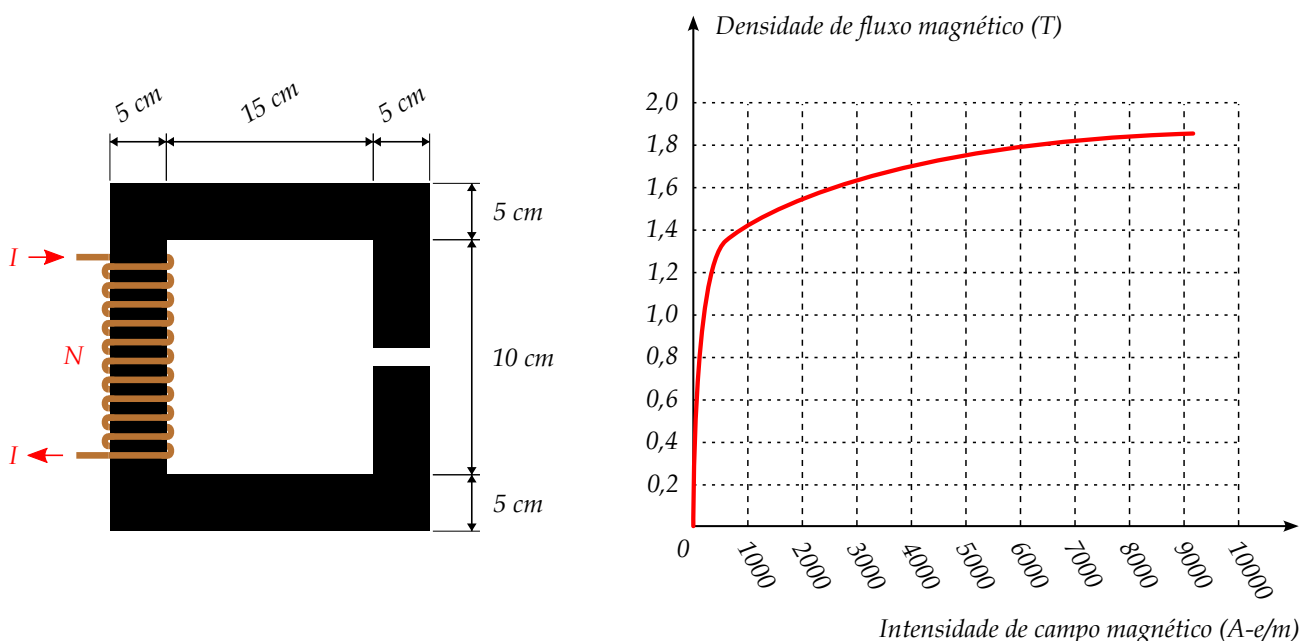 5 cm
15 cm
5 cm
5 cm
I
N
10 cm
I
5 cm
Densidade de fluxo magnético (T)
2,0
1,8
1,6
1,4
1,2
1,0
0,8
0,6
0,4
0,2
0
1000
2000
3000
4000
5000
6000
7000
8000
9000
10000
Intensidade de campo magnético (A-e/m)